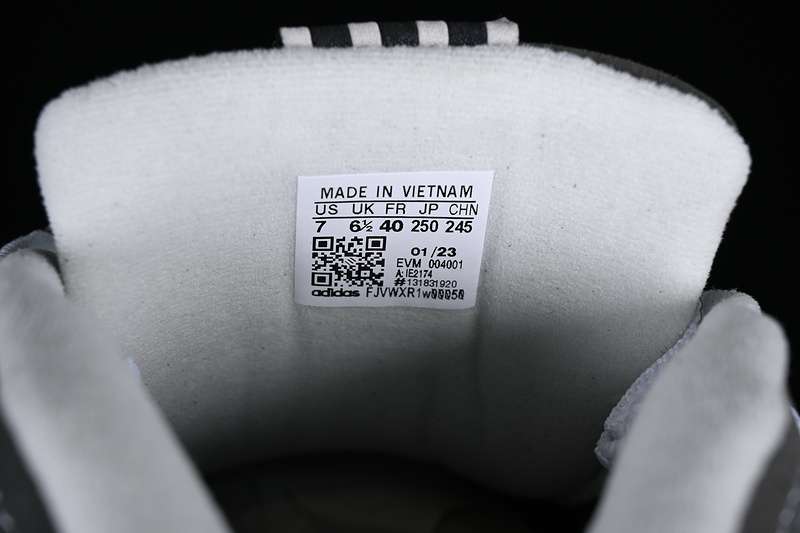 MADE IN VIETNAM
US UK FR JP CHN
7 6½ 40 250 245
01/23
EVM 004001
A:IE2174
#131831920
adidas FJVWXR1w00050